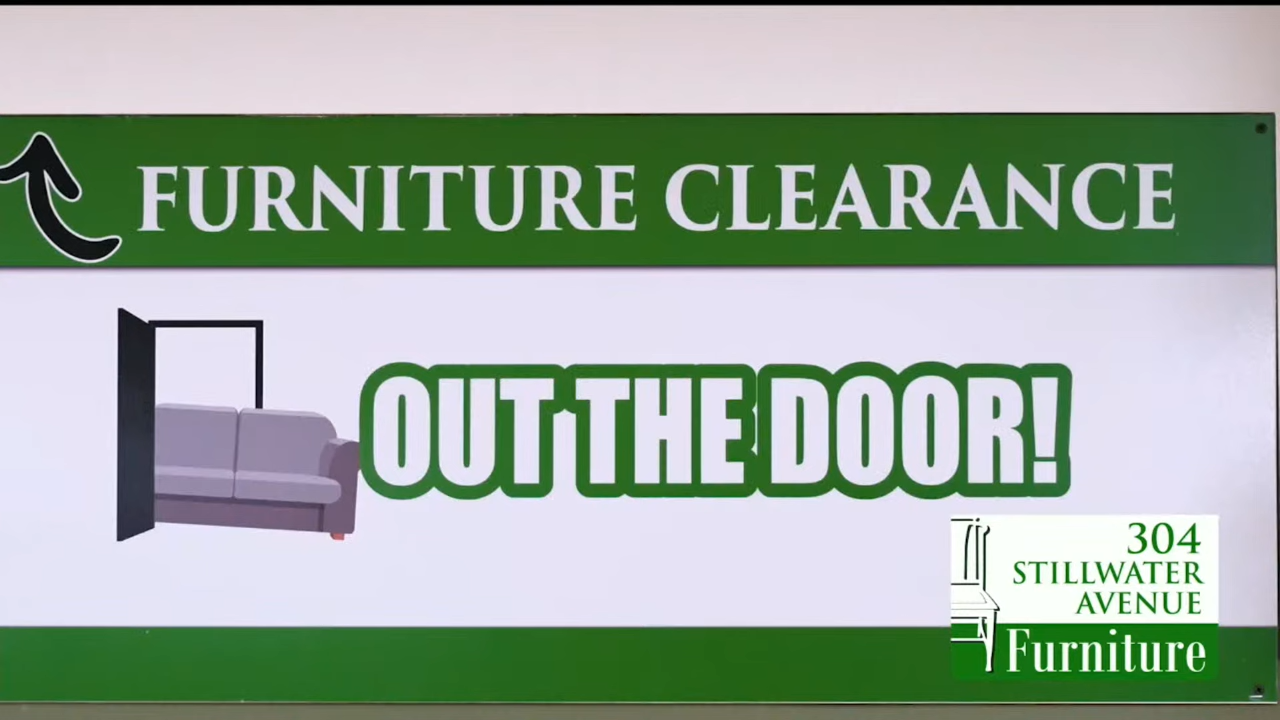 FURNITURE CLEARANCE
OUT THE DOOR!
304
STILLWATER
AVENUE
Furniture